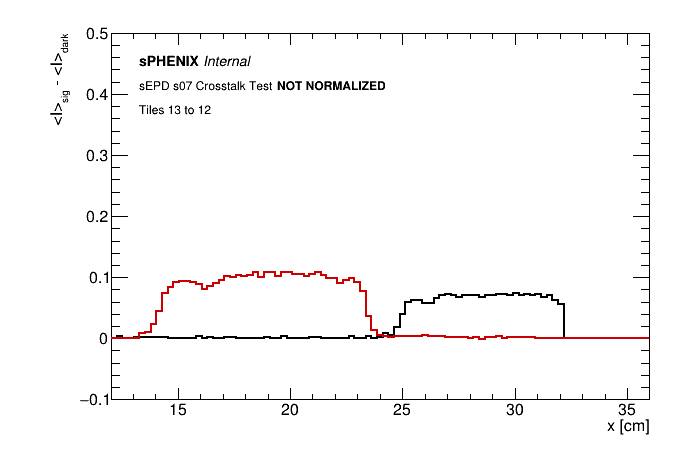 0.5
0.4
0.3
0.2
0.1
0
−0.1
<I>sig - <I>dark
sPHENIX Internal
sEPD s07 Crosstalk Test NOT NORMALIZED
Tiles 13 to 12
15 20 25 30 35
x [cm]